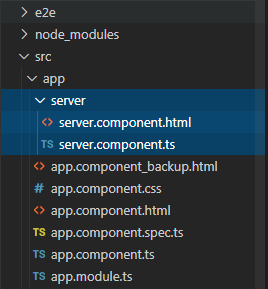 e2e
node_modules
src
app
server
server.component.html
TS server.component.ts
app.component_backup.html
# app.component.css
app.component.html
TS app.component.spec.ts
TS app.component.ts
TS app.module.ts